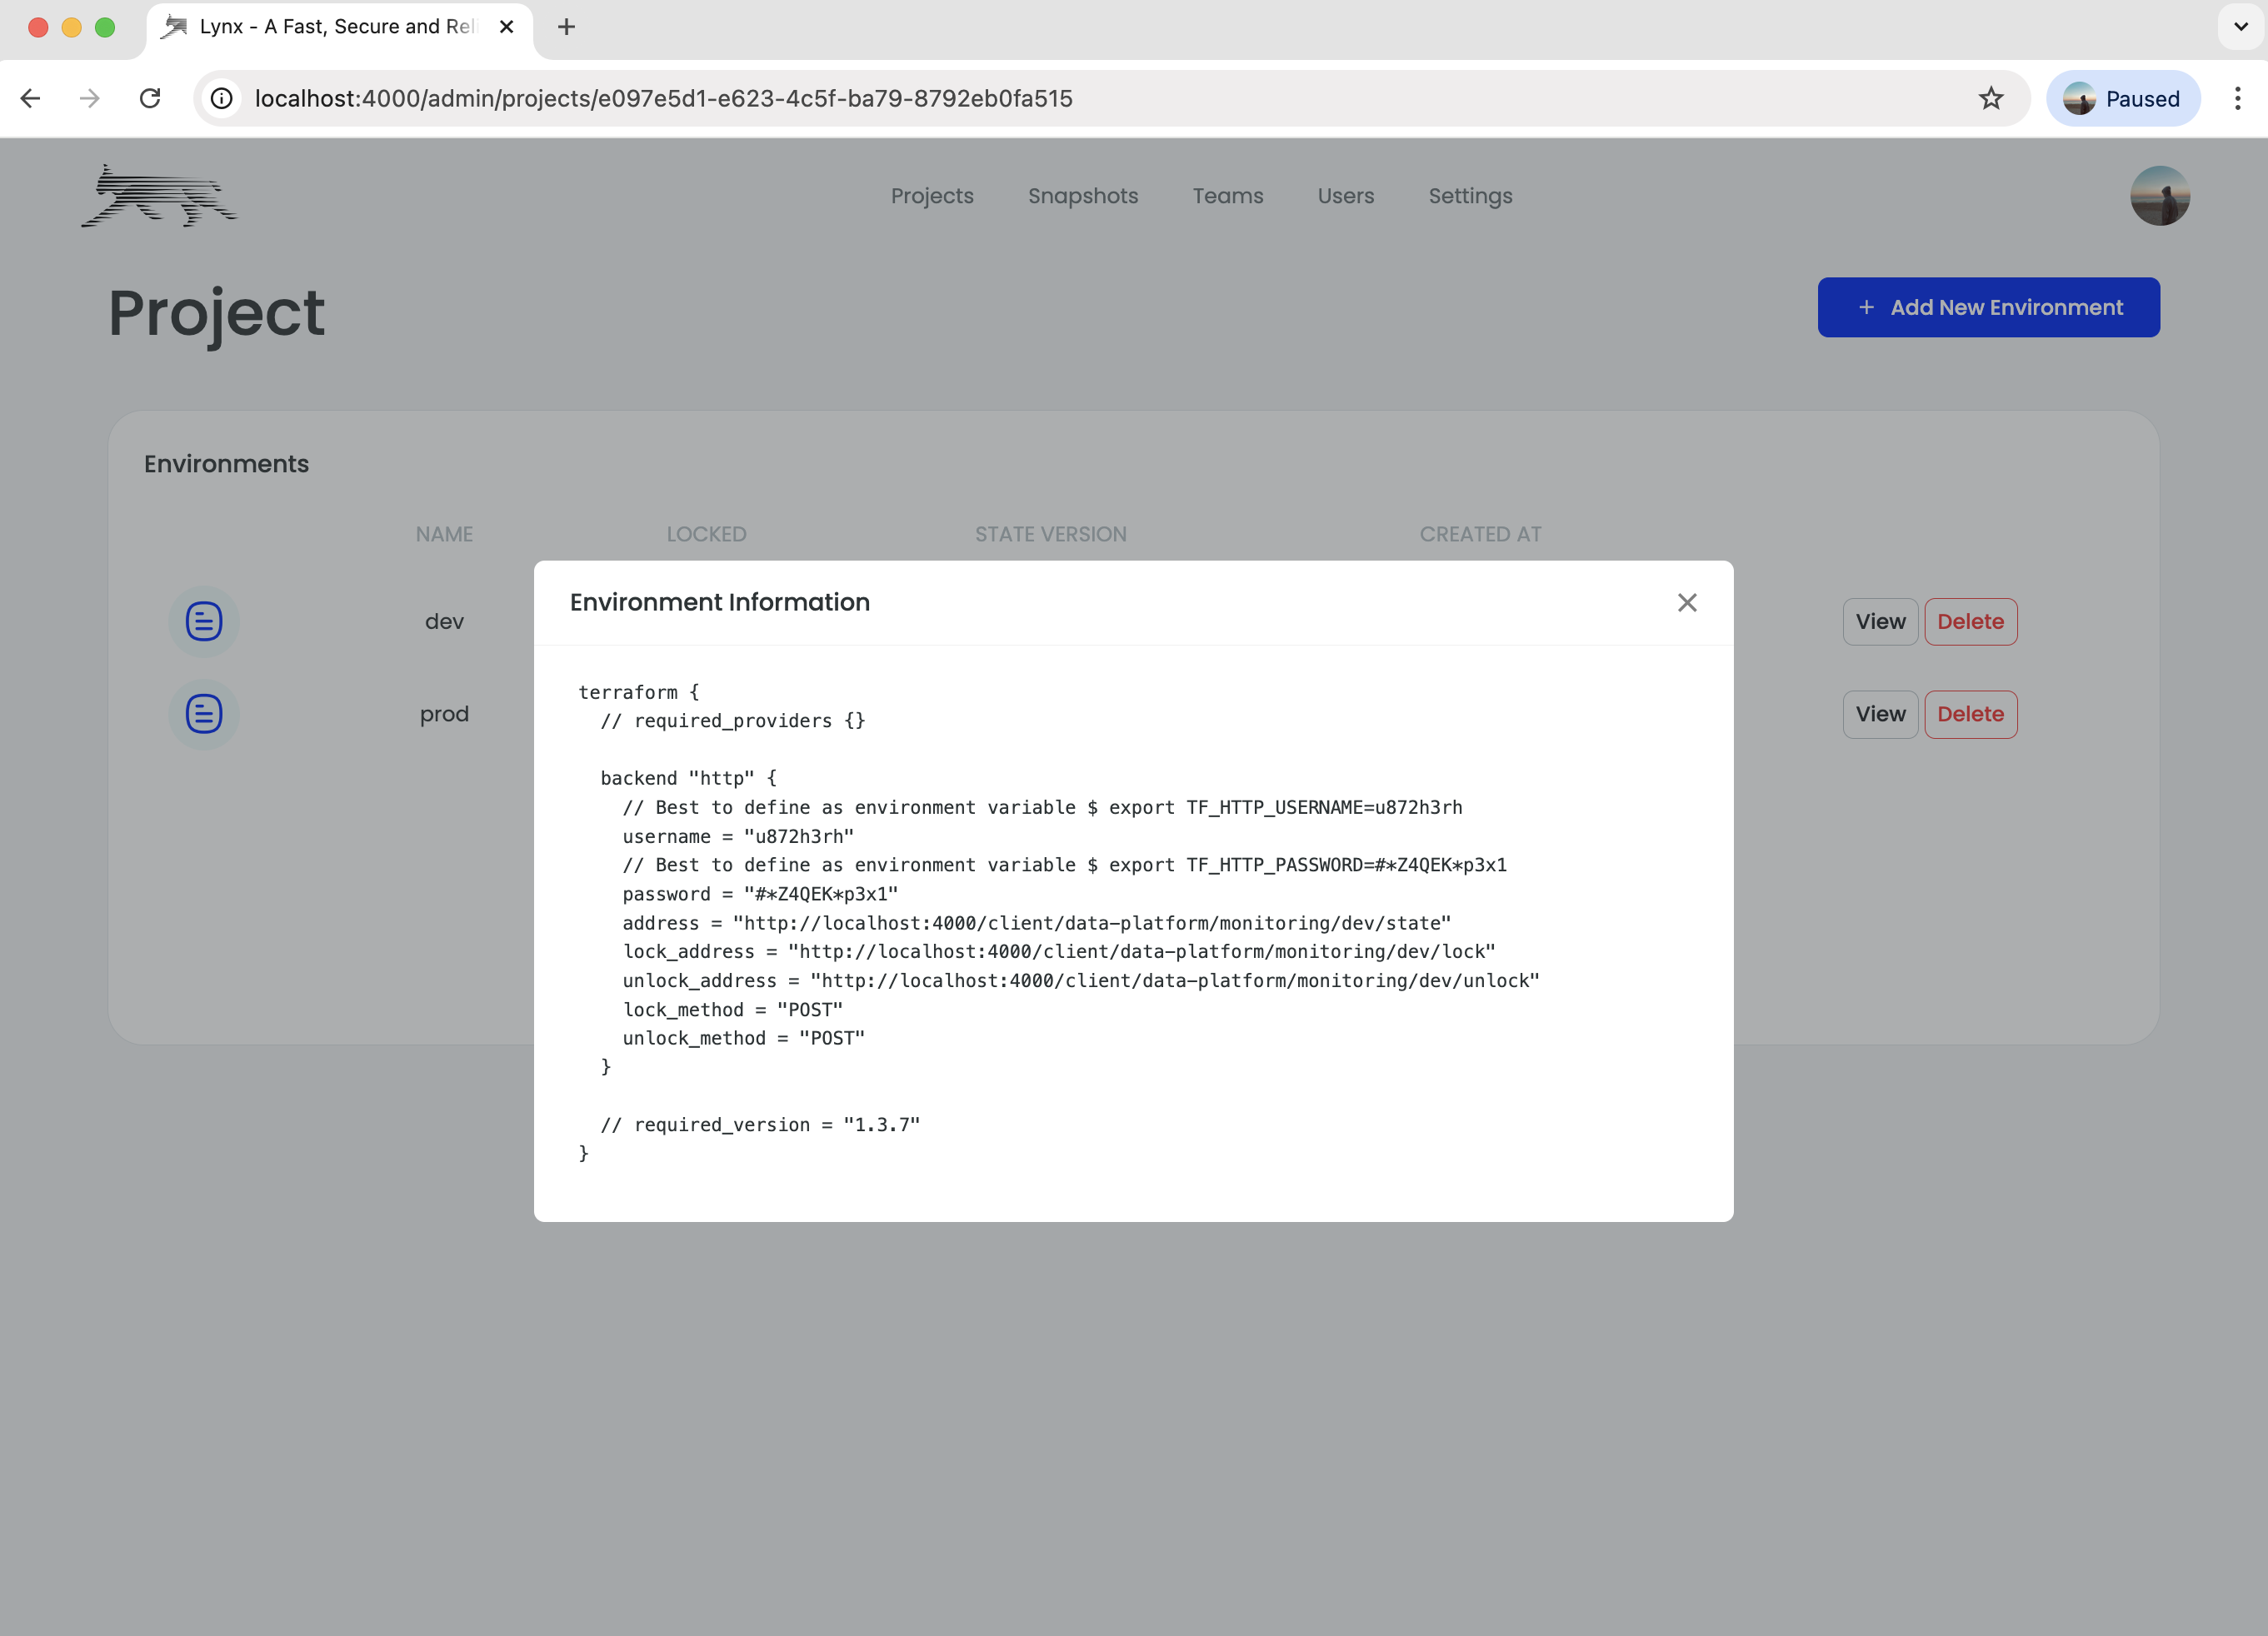 Lynx - A Fast, Secure and Reli
localhost:4000/admin/projects/e097e5d1-e623-4c5f-ba79-8792eb0fa515
Paused
Projects Snapshots Teams Users Settings
Project
+ Add New Environment
Environments
NAME LOCKED STATE VERSION CREATED AT
dev View Delete
prod View Delete
Environment Information
terraform {
  // required_providers {}
  backend "http" {
    // Best to define as environment variable $ export TF_HTTP_USERNAME=u872h3rh
    username = "u872h3rh"
    // Best to define as environment variable $ export TF_HTTP_PASSWORD=#*Z4QEK*p3x1
    password = "#*Z4QEK*p3x1"
    address = "http://localhost:4000/client/data-platform/monitoring/dev/state"
    lock_address = "http://localhost:4000/client/data-platform/monitoring/dev/lock"
    unlock_address = "http://localhost:4000/client/data-platform/monitoring/dev/unlock"
    lock_method = "POST"
    unlock_method = "POST"
  }
  // required_version = "1.3.7"
}